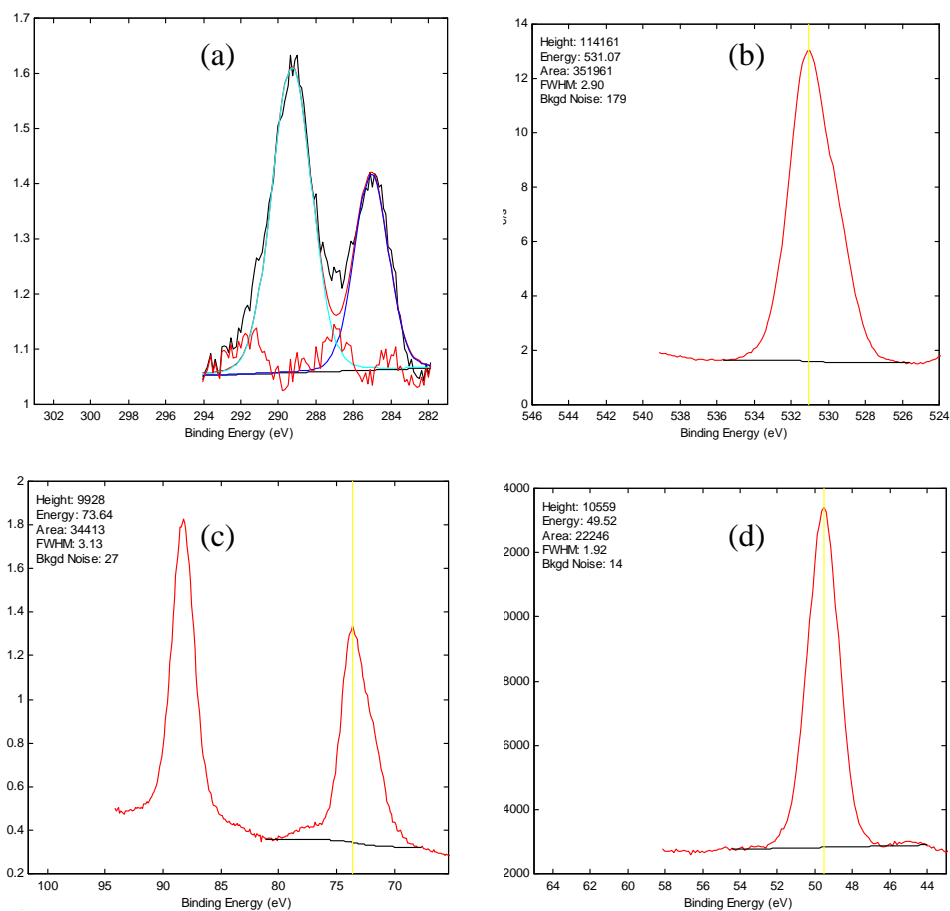 (a)
1.7
1.6
1.5
1.4
1.3
1.2
1.1
1
302 300 298 296 294 292 290 288 286 284 282
Binding Energy (eV)
(b)
Height: 114161
Energy: 531.07
Area: 351961
FWHM: 2.90
Bkgd Noise: 179
14
12
10
8
6
4
2
0
546 544 542 540 538 536 534 532 530 528 526 524
Binding Energy (eV)
(c)
Height: 9928
Energy: 73.64
Area: 34413
FWHM: 3.13
Bkgd Noise: 27
2
1.8
1.6
1.4
1.2
1
0.8
0.6
0.4
0.2
100 95 90 85 80 75 70
Binding Energy (eV)
(d)
Height: 10559
Energy: 49.52
Area: 22246
FWHM: 1.92
Bkgd Noise: 14
4000
2000
0000
8000
6000
4000
2000
64 62 60 58 56 54 52 50 48 46 44
Binding Energy (eV)